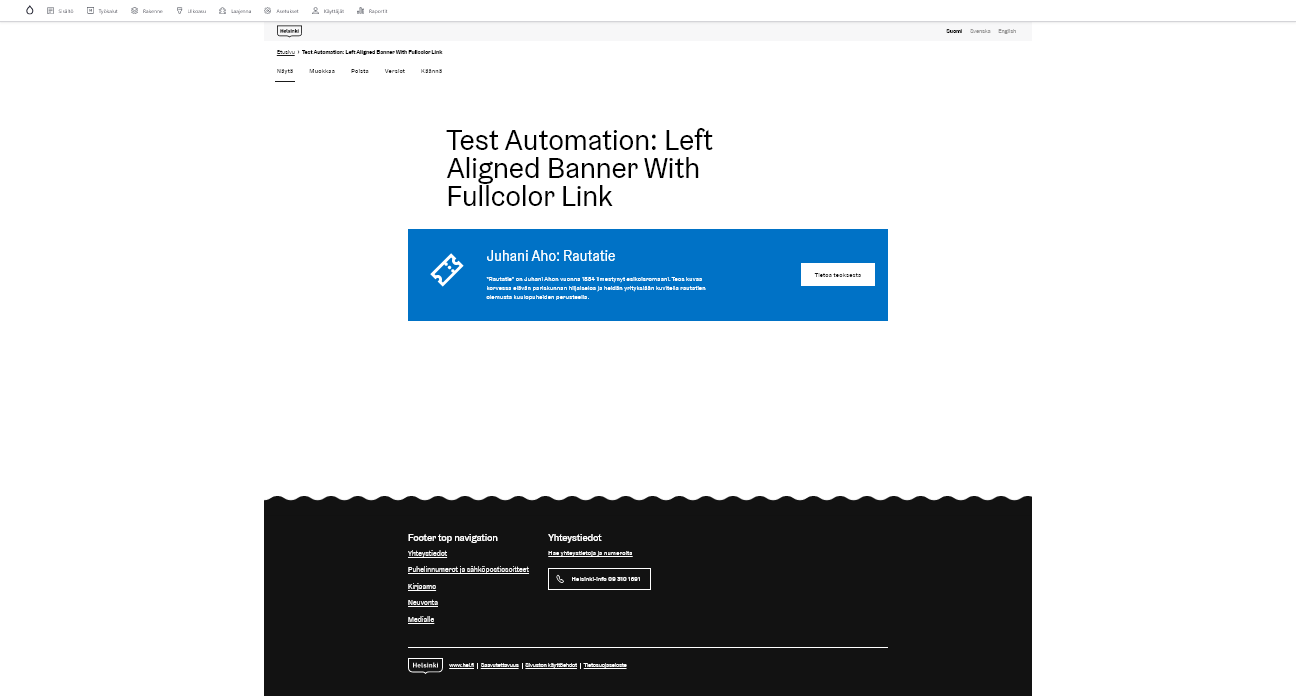 Sisältö Työkalut Rakenne Ulkoasu Laajenna Asetukset Käyttäjät Raportit
Helsinki
Suomi Svenska English
Etusivu › Test Automation: Left Aligned Banner With Fullcolor Link
Näytä Muokkaa Poista Versiot Käännä
Test Automation: Left
Aligned Banner With
Fullcolor Link
Juhani Aho: Rautatie
"Rautatie" on Juhani Ahon vuonna 1884 ilmestynyt esikoisromaani. Teos kuvaa
korvessa elävän pariskunnan hiljaiseloa ja heidän yrityksiään kuvitella rautatien
olemusta kuulopuheiden perusteella.
Tietoa teoksesta
Footer top navigation
Yhteystiedot
Puhelinnumerot ja sähköpostiosoitteet
Kirjaamo
Neuvonta
Medialle
Yhteystiedot
Hae yhteystietoja ja numeroita
Helsinki-info 09 310 1691
Helsinki
www.hel.fi | Saavutettavuus | Sivuston käyttöehdot | Tietosuojaseloste